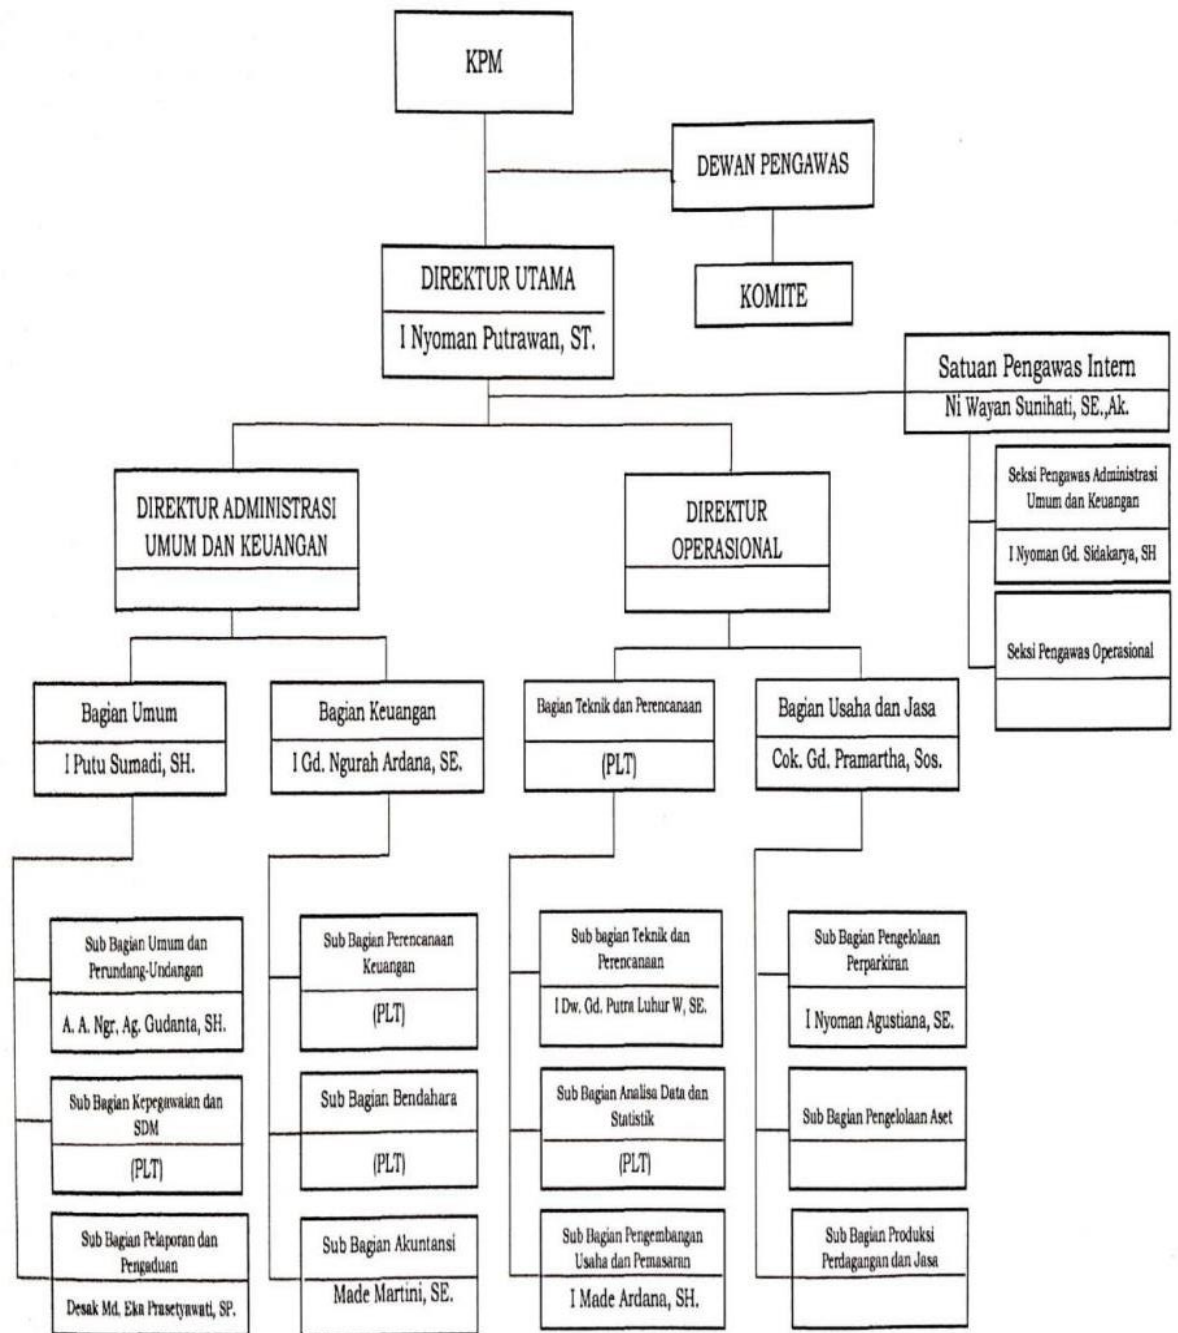 KPM
DEWAN PENGAWAS
KOMITE
DIREKTUR UTAMA
I Nyoman Putrawan, ST.
Satuan Pengawas Intern
Ni Wayan Sunihati, SE.,Ak.
Seksi Pengawas Administrasi
Umum dan Keuangan
I Nyoman Gd. Sidakarya, SH
Seksi Pengawas Operasional
DIREKTUR ADMINISTRASI
UMUM DAN KEUANGAN
DIREKTUR
OPERASIONAL
Bagian Umum
I Putu Sumadi, SH.
Bagian Keuangan
I Gd. Ngurah Ardana, SE.
Bagian Teknik dan Perencanaan
(PLT)
Bagian Usaha dan Jasa
Cok. Gd. Pramartha, Sos.
Sub Bagian Umum dan
Perundang-Undangan
A. A. Ngr. Ag. Gudanta, SH.
Sub Bagian Kepegawaian dan
SDM
(PLT)
Sub Bagian Pelaporan dan
Pengaduan
Desak Md. Eka Prasetyawati, SP.
Sub Bagian Perencanaan
Keuangan
(PLT)
Sub Bagian Bendahara
(PLT)
Sub Bagian Akuntansi
Made Martini, SE.
Sub bagian Teknik dan
Perencanaan
I Dw. Gd. Putra Luhur W, SE.
Sub Bagian Analisa Data dan
Statistik
(PLT)
Sub Bagian Pengembangan
Usaha dan Pemasaran
I Made Ardana, SH.
Sub Bagian Pengelolaan
Perparkiran
I Nyoman Agustiana, SE.
Sub Bagian Pengelolaan Aset
Sub Bagian Produksi
Perdagangan dan Jasa